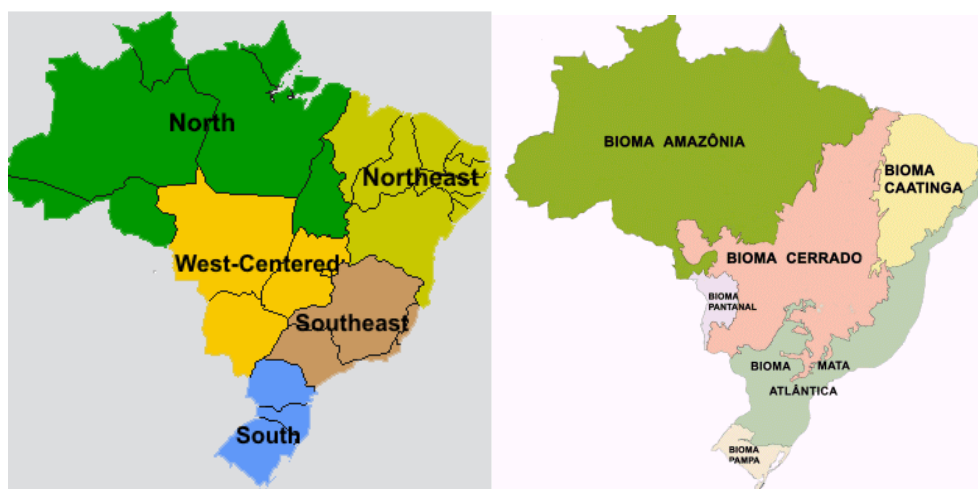 North
Northeast
West-Centered
Southeast
South
BIOMA AMAZÔNIA
BIOMA
CAATINGA
BIOMA CERRADO
BIOMA
PANTANAL
BIOMA MATA
ATLÂNTICA
BIOMA
PAMPA